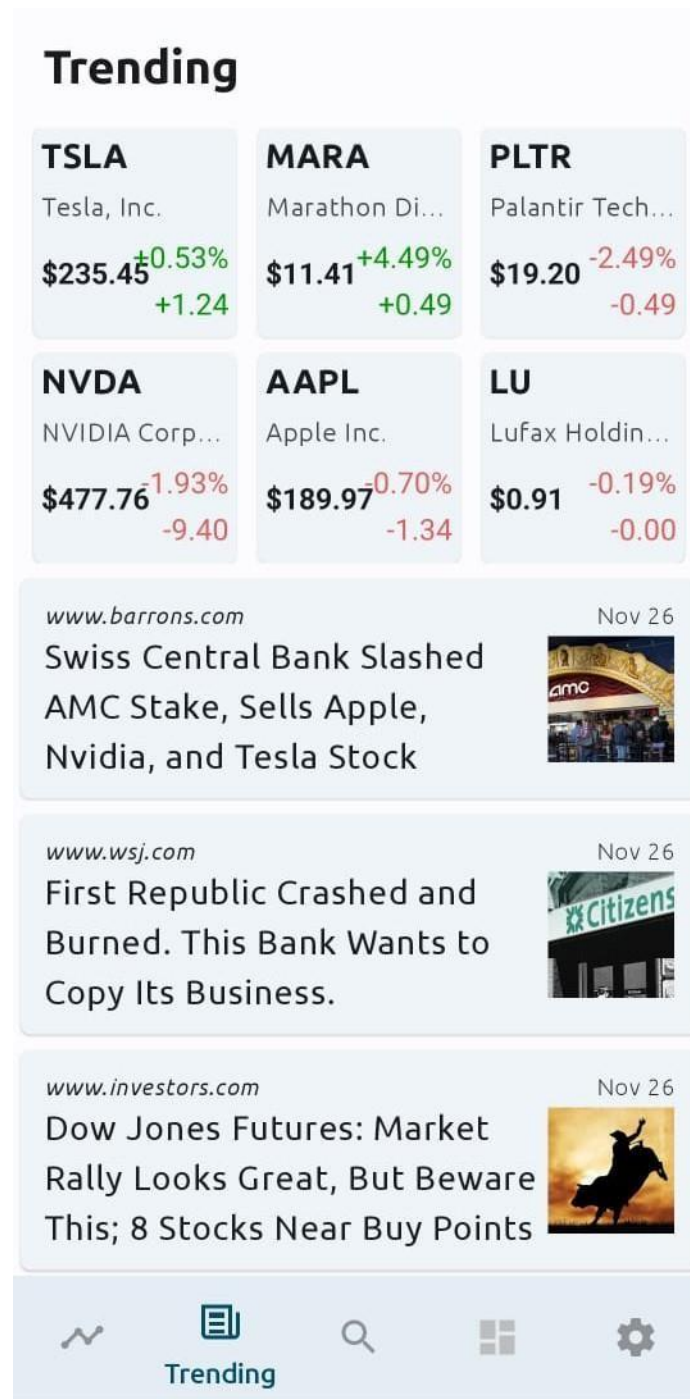 Trending
TSLA
Tesla, Inc.
$235.45
+0.53%
+1.24
MARA
Marathon Di...
$11.41
+4.49%
+0.49
PLTR
Palantir Tech...
$19.20
-2.49%
-0.49
NVDA
NVIDIA Corp...
$477.76
-1.93%
-9.40
AAPL
Apple Inc.
$189.97
-0.70%
-1.34
LU
Lufax Holdin...
$0.91
-0.19%
-0.00
www.barrons.com
Nov 26
Swiss Central Bank Slashed
AMC Stake, Sells Apple,
Nvidia, and Tesla Stock
amc
www.wsj.com
Nov 26
First Republic Crashed and
Burned. This Bank Wants to
Copy Its Business.
Citizens
www.investors.com
Nov 26
Dow Jones Futures: Market
Rally Looks Great, But Beware
This; 8 Stocks Near Buy Points
Trending